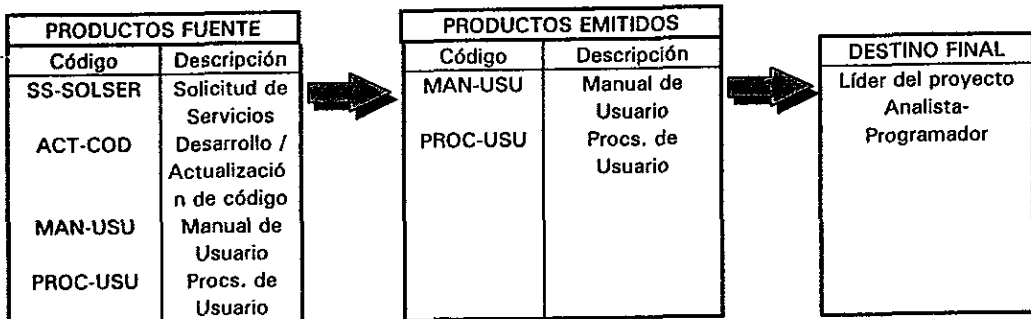 PRODUCTOS FUENTE
Código Descripción
SS-SOLSER Solicitud de
Servicios
ACT-COD Desarrollo /
Actualizació
n de código
MAN-USU Manual de
Usuario
PROC-USU Procs. de
Usuario
PRODUCTOS EMITIDOS
Código Descripción
MAN-USU Manual de
Usuario
PROC-USU Procs. de
Usuario
DESTINO FINAL
Líder del proyecto
Analista-
Programador